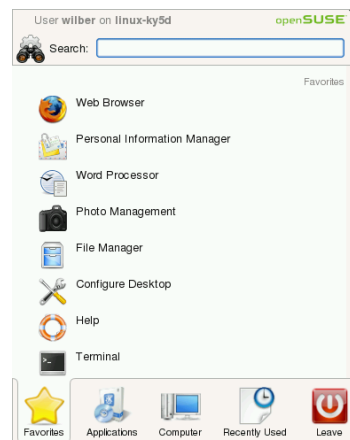 User wilber on linux-ky5d openSUSE
Search:
Favorites
Web Browser
Personal Information Manager
Word Processor
Photo Management
File Manager
Configure Desktop
Help
Terminal
Favorites Applications Computer Recently Used Leave